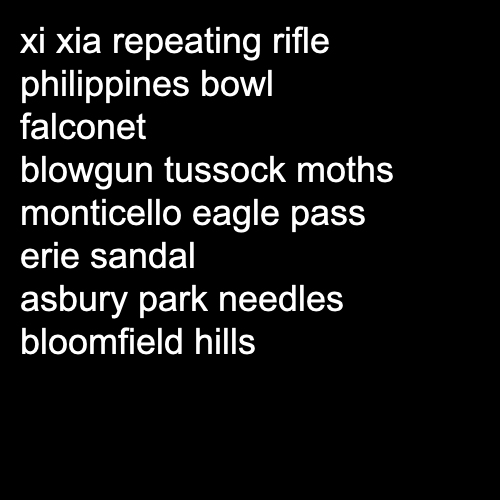 xi xia repeating rifle
philippines bowl
falconet
blowgun tussock moths
monticello eagle pass
erie sandal
asbury park needles
bloomfield hills